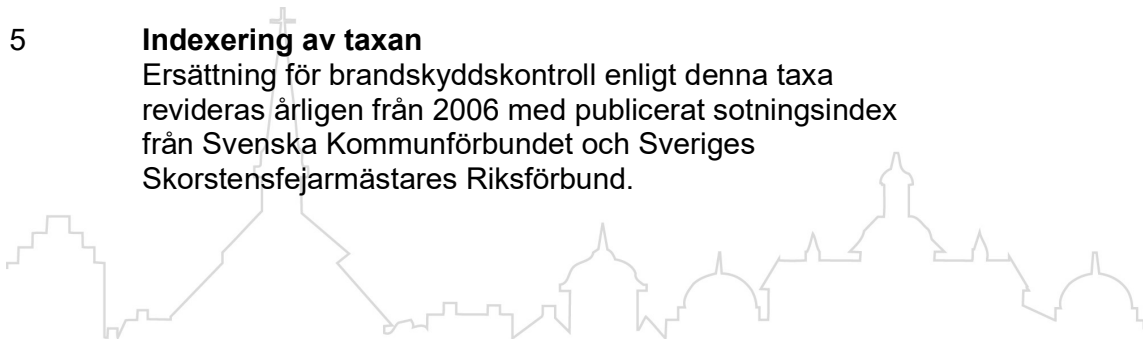 5 Indexering av taxan
Ersättning för brandskyddskontroll enligt denna taxa
revideras årligen från 2006 med publicerat sotningsindex
från Svenska Kommunförbundet och Sveriges
Skorstensfejarmästares Riksförbund.